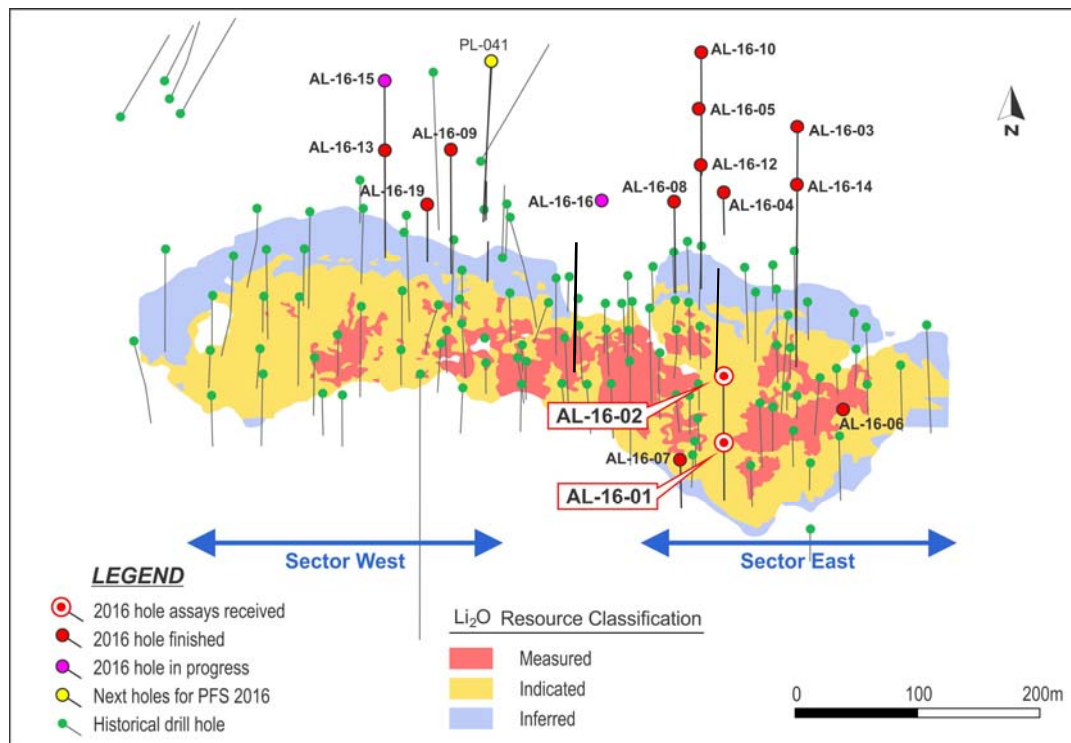 PL-041
AL-16-10
AL-16-15
AL-16-05
AL-16-03
AL-16-09
AL-16-13
AL-16-12
AL-16-14
AL-16-19
AL-16-16
AL-16-08
AL-16-04
N
AL-16-02
AL-16-06
AL-16-07
AL-16-01
Sector West
Sector East
LEGEND
2016 hole assays received
2016 hole finished
2016 hole in progress
Next holes for PFS 2016
Historical drill hole
Li₂O Resource Classification
Measured
Indicated
Inferred
0 100 200m